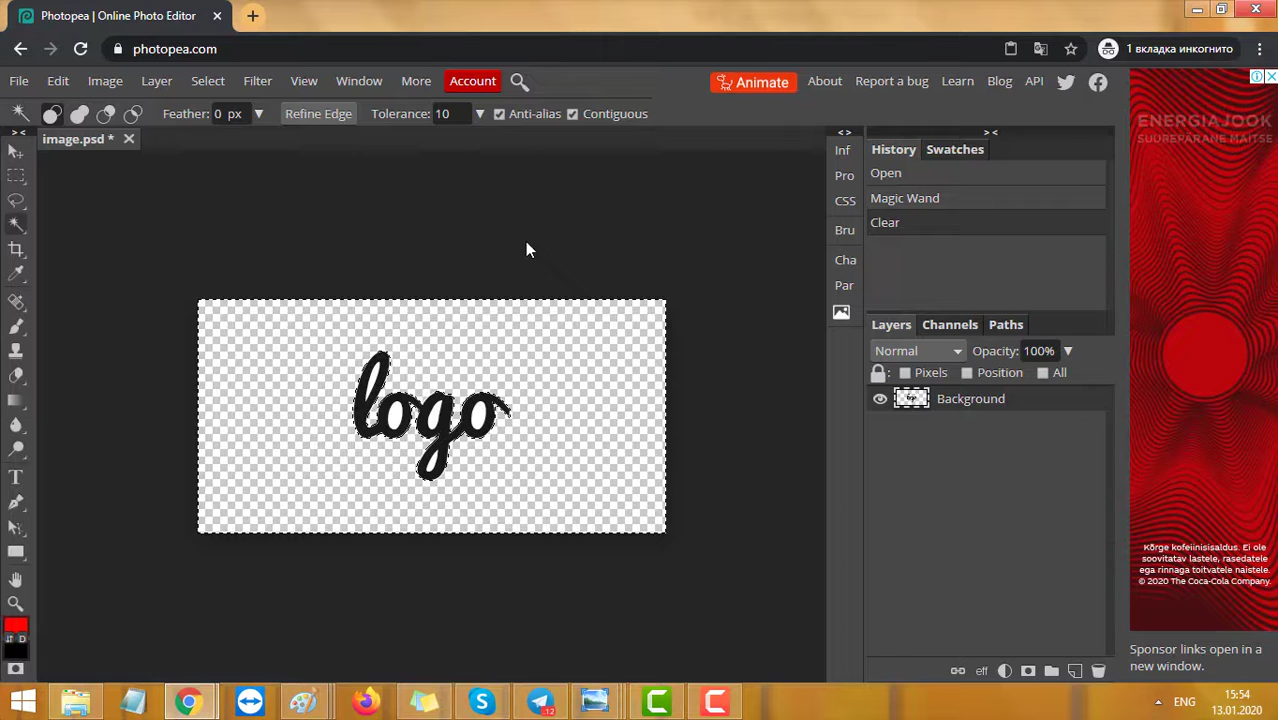 Photopea | Online Photo Editor
photopea.com
1 вкладка инкогнито
File Edit Image Layer Select Filter View Window More Account
Animate About Report a bug Learn Blog API
Feather: 0 px Refine Edge Tolerance: 10 Anti-alias Contiguous
image.psd *
Inf
Pro
CSS
Bru
Cha
Par
History Swatches
Open
Magic Wand
Clear
Layers Channels Paths
Normal Opacity: 100%
Pixels Position All
Background
eff
logo
D
ENERGIAJOOK
SUUREPÄRANE MAITSE
Kõrge kofeiinisisaldus. Ei ole
soovitatav lastele, rasedatele
ega rinnaga toitvatele naistele.
© 2020 The Coca-Cola Company.
Sponsor links open in a
new window.
12
ENG
15:54
13.01.2020